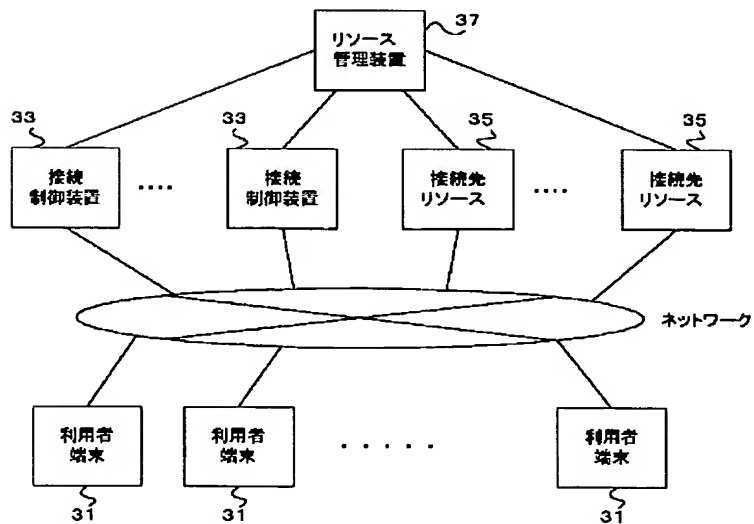 37
リソース
管理装置
33
33
35
35
接続
制御装置
‥‥
接続
制御装置
接続先
リソース
‥‥
接続先
リソース
ネットワーク
利用者
端末
利用者
端末
・・・・・
利用者
端末
31
31
31